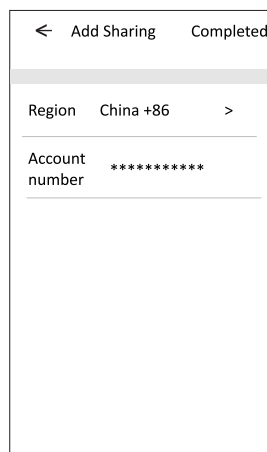 ← Add Sharing Completed
Region China +86 >
Account
number ***********